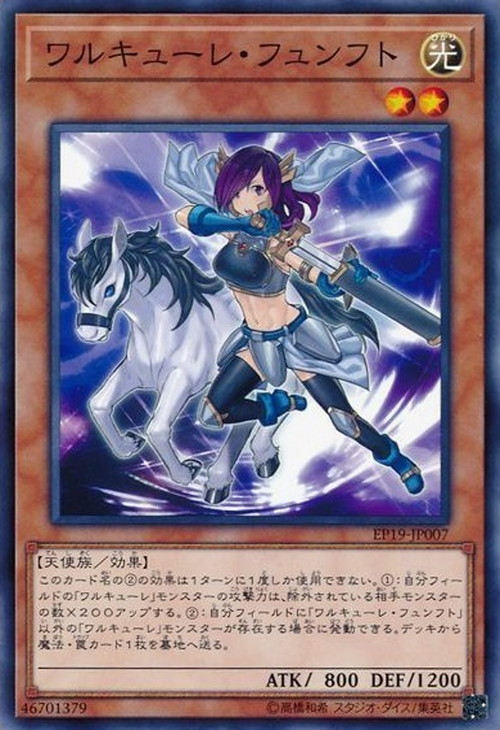 ワルキューレ・フュンフト
光
EP19-JP007
【天使族／効果】
このカード名の②の効果は1ターンに1度しか使用できない。①：自分フィー
ルドの「ワルキューレ」モンスターの攻撃力は、除外されている相手モンスター
の数×２００アップする。②：自分フィールドに「ワルキューレ・フュンフト」
以外の「ワルキューレ」モンスターが存在する場合に発動できる。デッキから
魔法・罠カード1枚を墓地へ送る。
ATK/ 800 DEF/1200
46701379
©高橋和希 スタジオ・ダイス/集英社